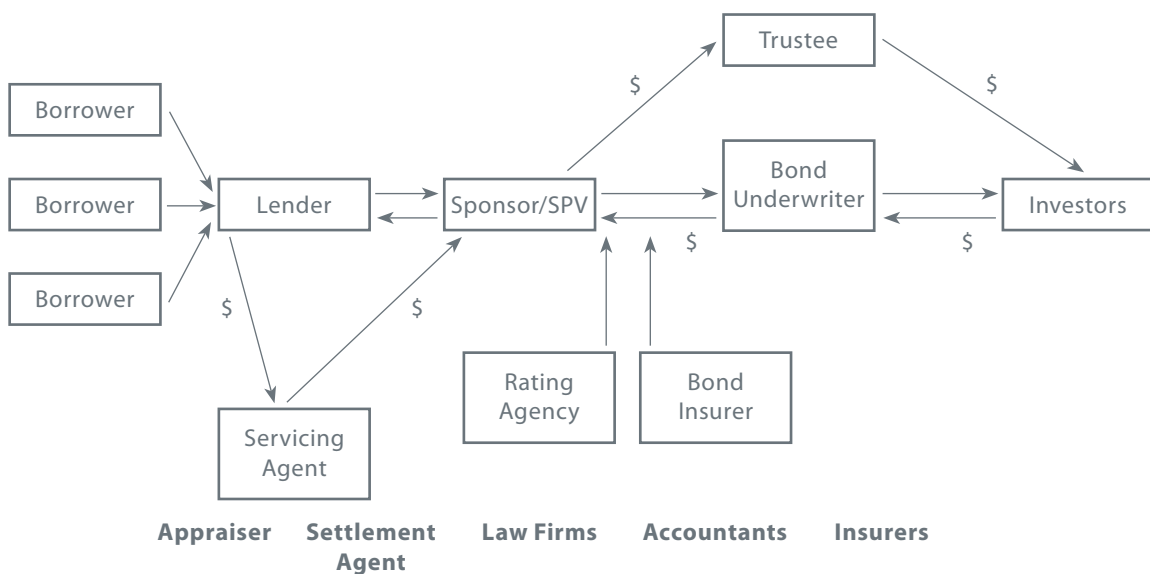 Trustee
$
$
Borrower
Bond
Underwriter
Borrower
Lender
Sponsor/SPV
Investors
$
$
Borrower
$
$
Rating
Agency
Bond
Insurer
Servicing
Agent
Appraiser
Settlement
Agent
Law Firms
Accountants
Insurers